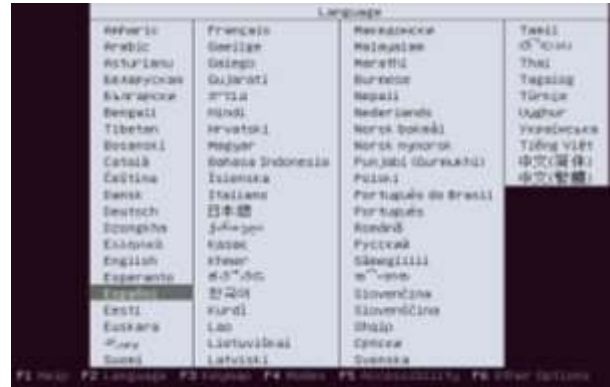 Language
Amharic
Arabic
Asturianu
Беларуская
Български
Bengali
Tibetan
Bosanski
Català
Čeština
Dansk
Deutsch
Dzongkha
Ελληνικά
English
Esperanto
Español
Eesti
Euskara
Suomi
Français
Gaeilge
Galego
Gujarati
עברית
Hindi
Hrvatski
Magyar
Bahasa Indonesia
Íslenska
Italiano
日本語
Қазақ
Khmer
한국어
Kurdî
Lao
Lietuviškai
Latviski
Македонски
Malayalam
Marathi
Burmese
Nepali
Nederlands
Norsk bokmål
Norsk nynorsk
Punjabi (Gurmukhi)
Polski
Português do Brasil
Português
Română
Русский
Sámegillii
Slovenčina
Slovenščina
Shqip
Српски
Svenska
Tamil
Thai
Tagalog
Türkçe
Uyghur
Українська
Tiếng Việt
中文(简体)
中文(繁體)
F1 Help F2 Language F3 Keymap F4 Modes F5 Accessibility F6 Other Options